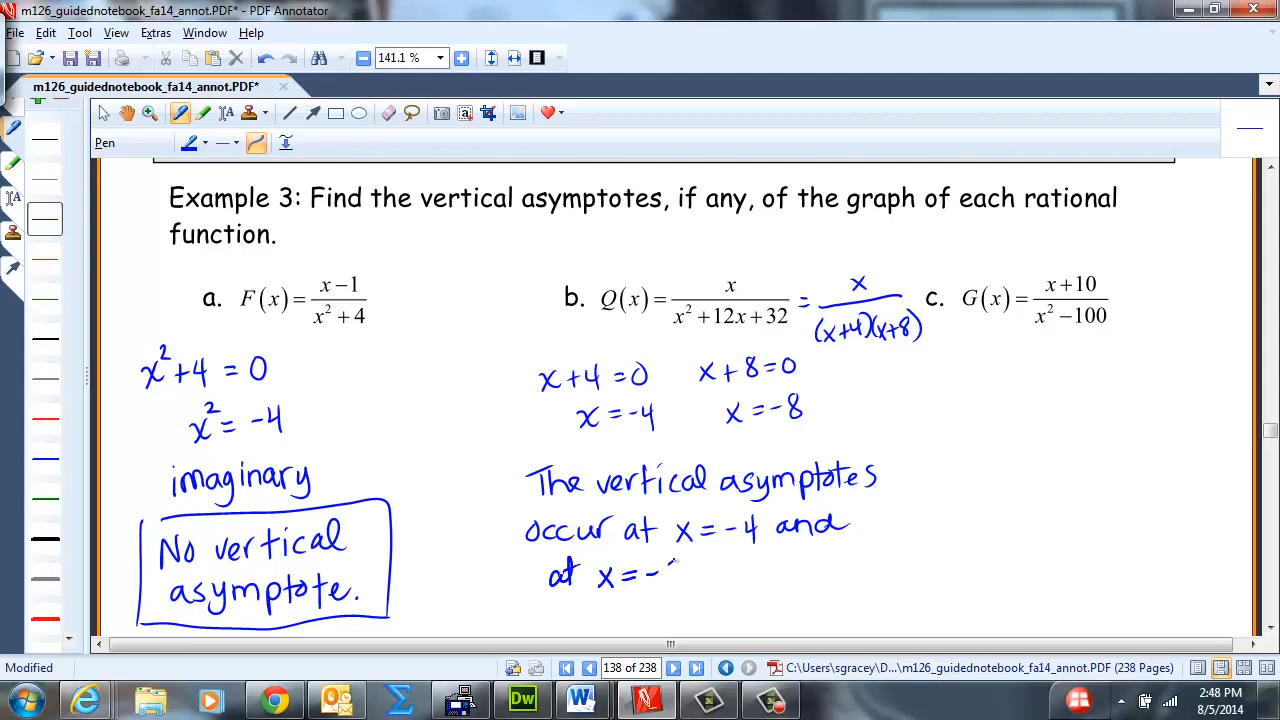 m126_guidednotebook_fa14_annot.PDF* - PDF Annotator
File Edit Tool View Extras Window Help
141.1 %
m126_guidednotebook_fa14_annot.PDF*
Pen
Example 3: Find the vertical asymptotes, if any, of the graph of each rational
function.
a. F(x) = (x−1)/(x²+4)
x² + 4 = 0
x² = -4
imaginary
No vertical
asymptote.
b. Q(x) = x/(x²+12x+32) = x/((x+4)(x+8))
x + 4 = 0 x + 8 = 0
x = -4 x = -8
The vertical asymptotes
occur at x = -4 and
at x = -
c. G(x) = (x+10)/(x²−100)
Modified
138 of 238
C:\Users\sgracey\D...\m126_guidednotebook_fa14_annot.PDF (238 Pages)
Dw
2:48 PM
8/5/2014